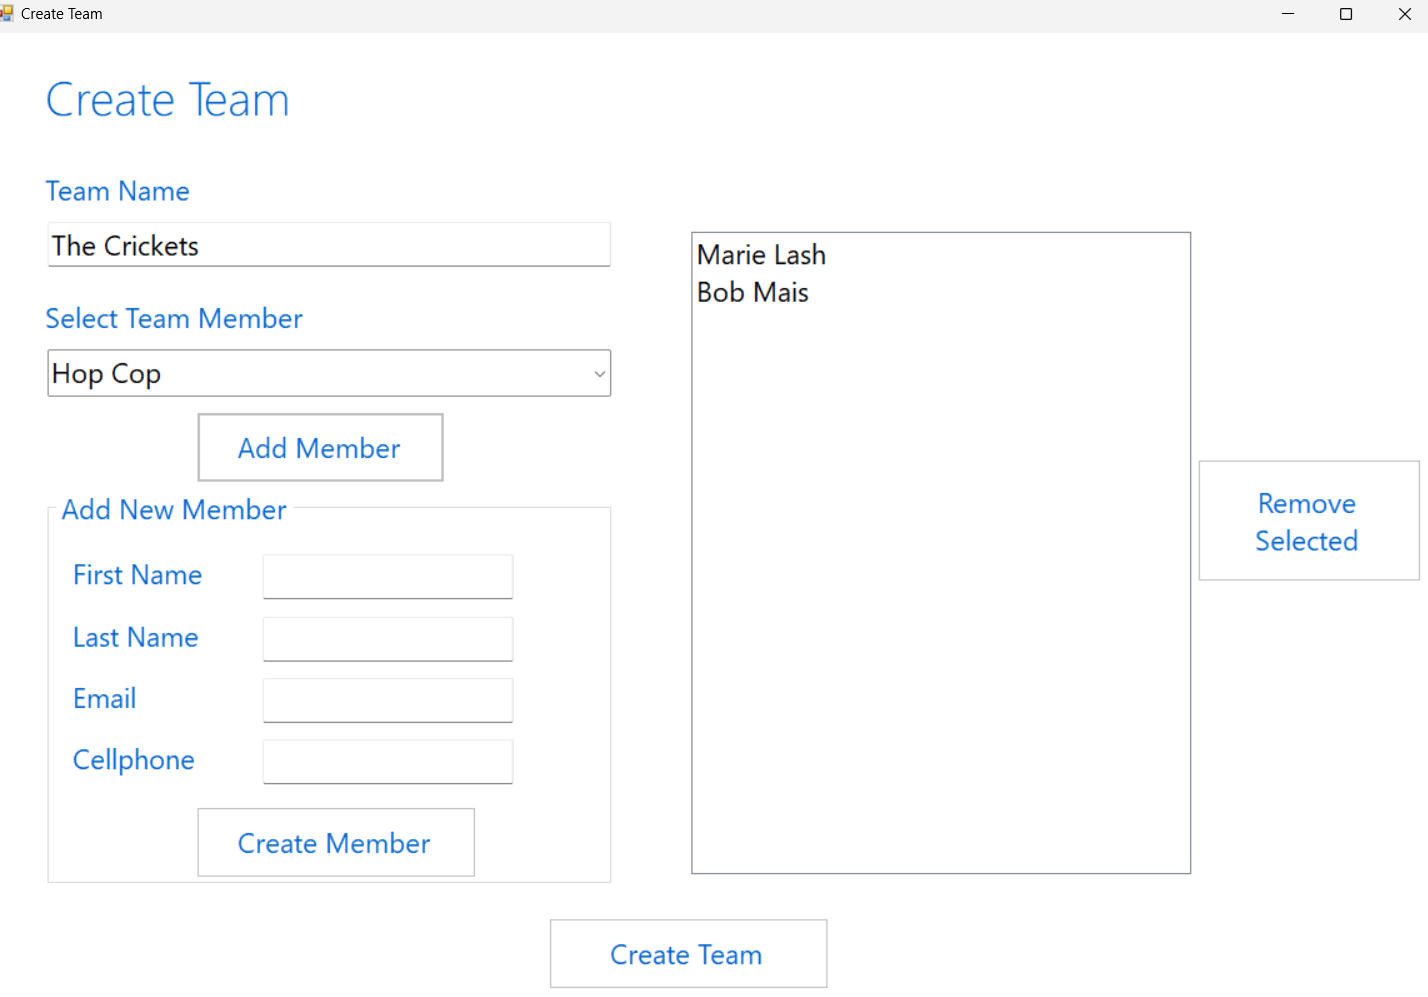 Create Team
Create Team
Team Name
The Crickets
Select Team Member
Hop Cop
Add Member
Add New Member
First Name
Last Name
Email
Cellphone
Create Member
Marie Lash
Bob Mais
Remove
Selected
Create Team